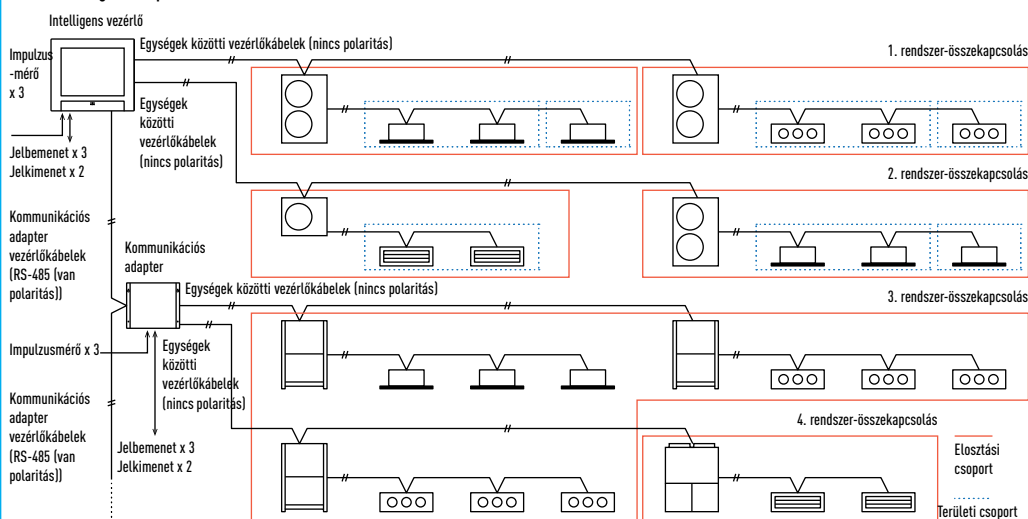 Intelligens vezérlő
Impulzus
-mérő
x 3
Egységek közötti vezérlőkábelek (nincs polaritás)
1. rendszer-összekapcsolás
Egységek
közötti
vezérlőkábelek
(nincs polaritás)
Jelbemenet x 3
Jelkimenet x 2
2. rendszer-összekapcsolás
Kommunikációs
adapter
vezérlőkábelek
(RS-485 (van
polaritás))
Kommunikációs
adapter
Egységek közötti vezérlőkábelek (nincs polaritás)
3. rendszer-összekapcsolás
Impulzusmérő x 3
Egységek
közötti
vezérlőkábelek
(nincs polaritás)
Kommunikációs
adapter
vezérlőkábelek
(RS-485 (van
polaritás))
Jelbemenet x 3
Jelkimenet x 2
4. rendszer-összekapcsolás
Elosztási
csoport
Területi csoport